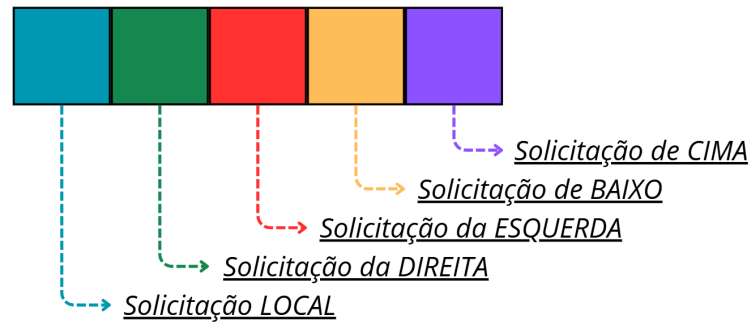 Solicitação de CIMA
Solicitação de BAIXO
Solicitação da ESQUERDA
Solicitação da DIREITA
Solicitação LOCAL